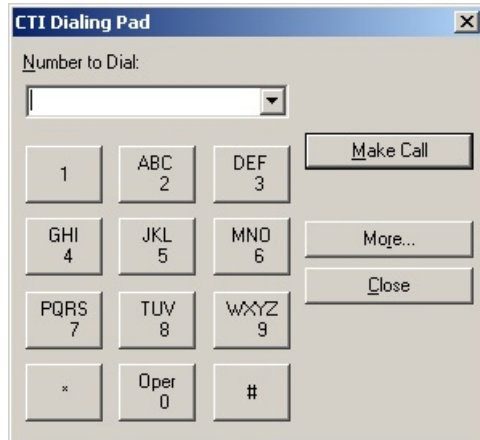 CTI Dialing Pad
Number to Dial:
Make Call
1
ABC
2
DEF
3
GHI
4
JKL
5
MNO
6
More...
Close
PQRS
7
TUV
8
WXYZ
9
*
Oper
0
#